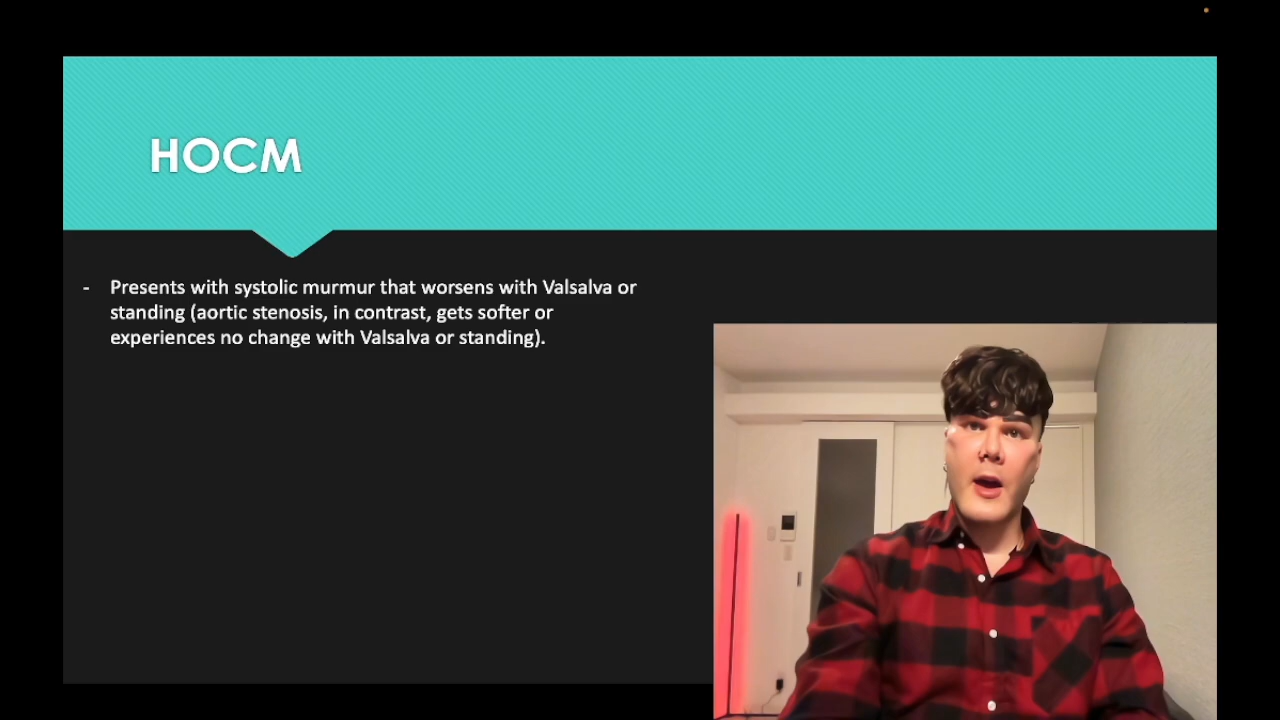 HOCM
- Presents with systolic murmur that worsens with Valsalva or
standing (aortic stenosis, in contrast, gets softer or
experiences no change with Valsalva or standing).